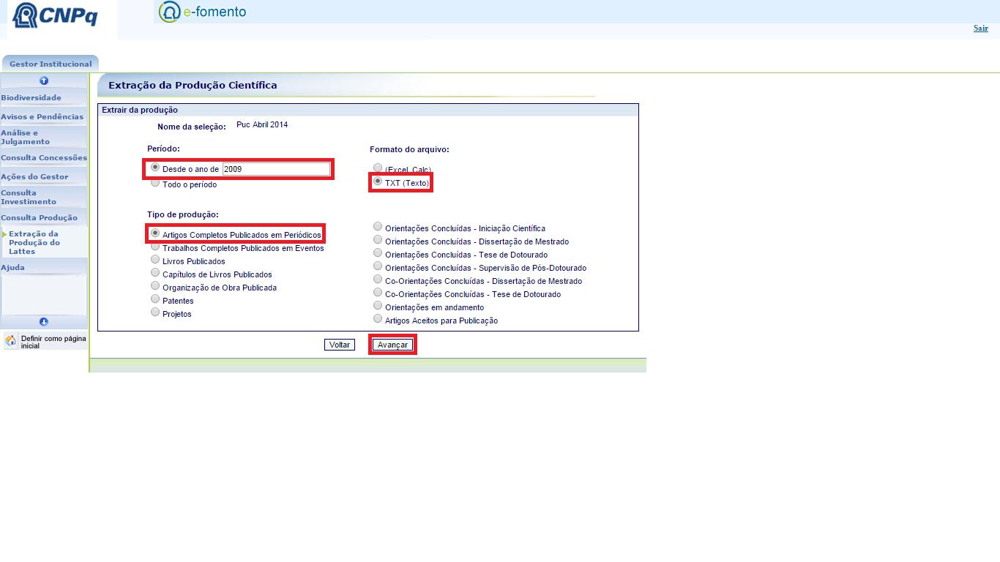 CNPq
e-fomento
Sair
Gestor Institucional
Biodiversidade
Avisos e Pendências
Análise e
Julgamento
Consulta Concessões
Ações do Gestor
Consulta
Investimento
Consulta Produção
Extração da
Produção do
Lattes
Ajuda
Definir como página
inicial
Extração da Produção Científica
Extrair da produção
Nome da seleção: Puc Abril 2014
Período:
Desde o ano de 2009
Todo o período
Formato do arquivo:
(Excel, Calc)
TXT (Texto)
Tipo de produção:
Artigos Completos Publicados em Periódicos
Trabalhos Completos Publicados em Eventos
Livros Publicados
Capítulos de Livros Publicados
Organização de Obra Publicada
Patentes
Projetos
Orientações Concluídas - Iniciação Científica
Orientações Concluídas - Dissertação de Mestrado
Orientações Concluídas - Tese de Dotourado
Orientações Concluídas - Supervisão de Pós-Dotourado
Co-Orientações Concluídas - Dissertação de Mestrado
Co-Orientações Concluídas - Tese de Dotourado
Orientações em andamento
Artigos Aceitos para Publicação
Voltar
Avançar